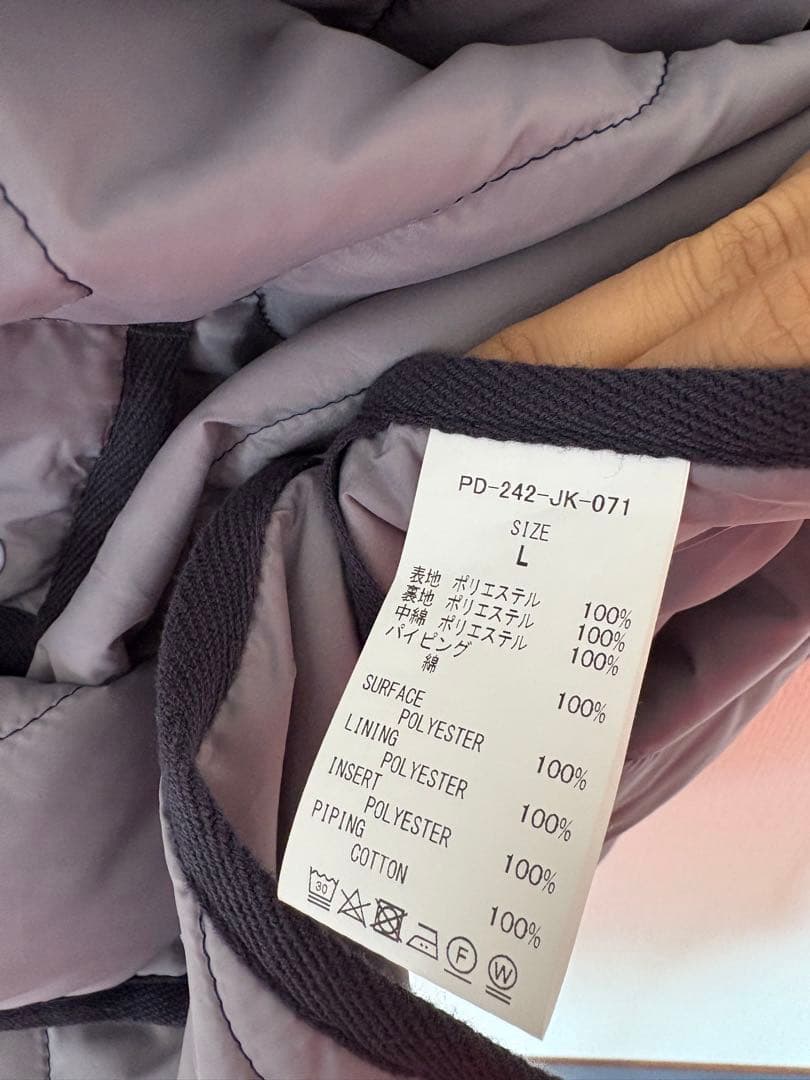 PD-242-JK-071
SIZE
L
表地 ポリエステル 100%
裏地 ポリエステル 100%
中綿 ポリエステル 100%
パイピング
綿 100%
SURFACE
POLYESTER 100%
LINING
POLYESTER 100%
INSERT
POLYESTER 100%
PIPING
COTTON 100%
30
F
W